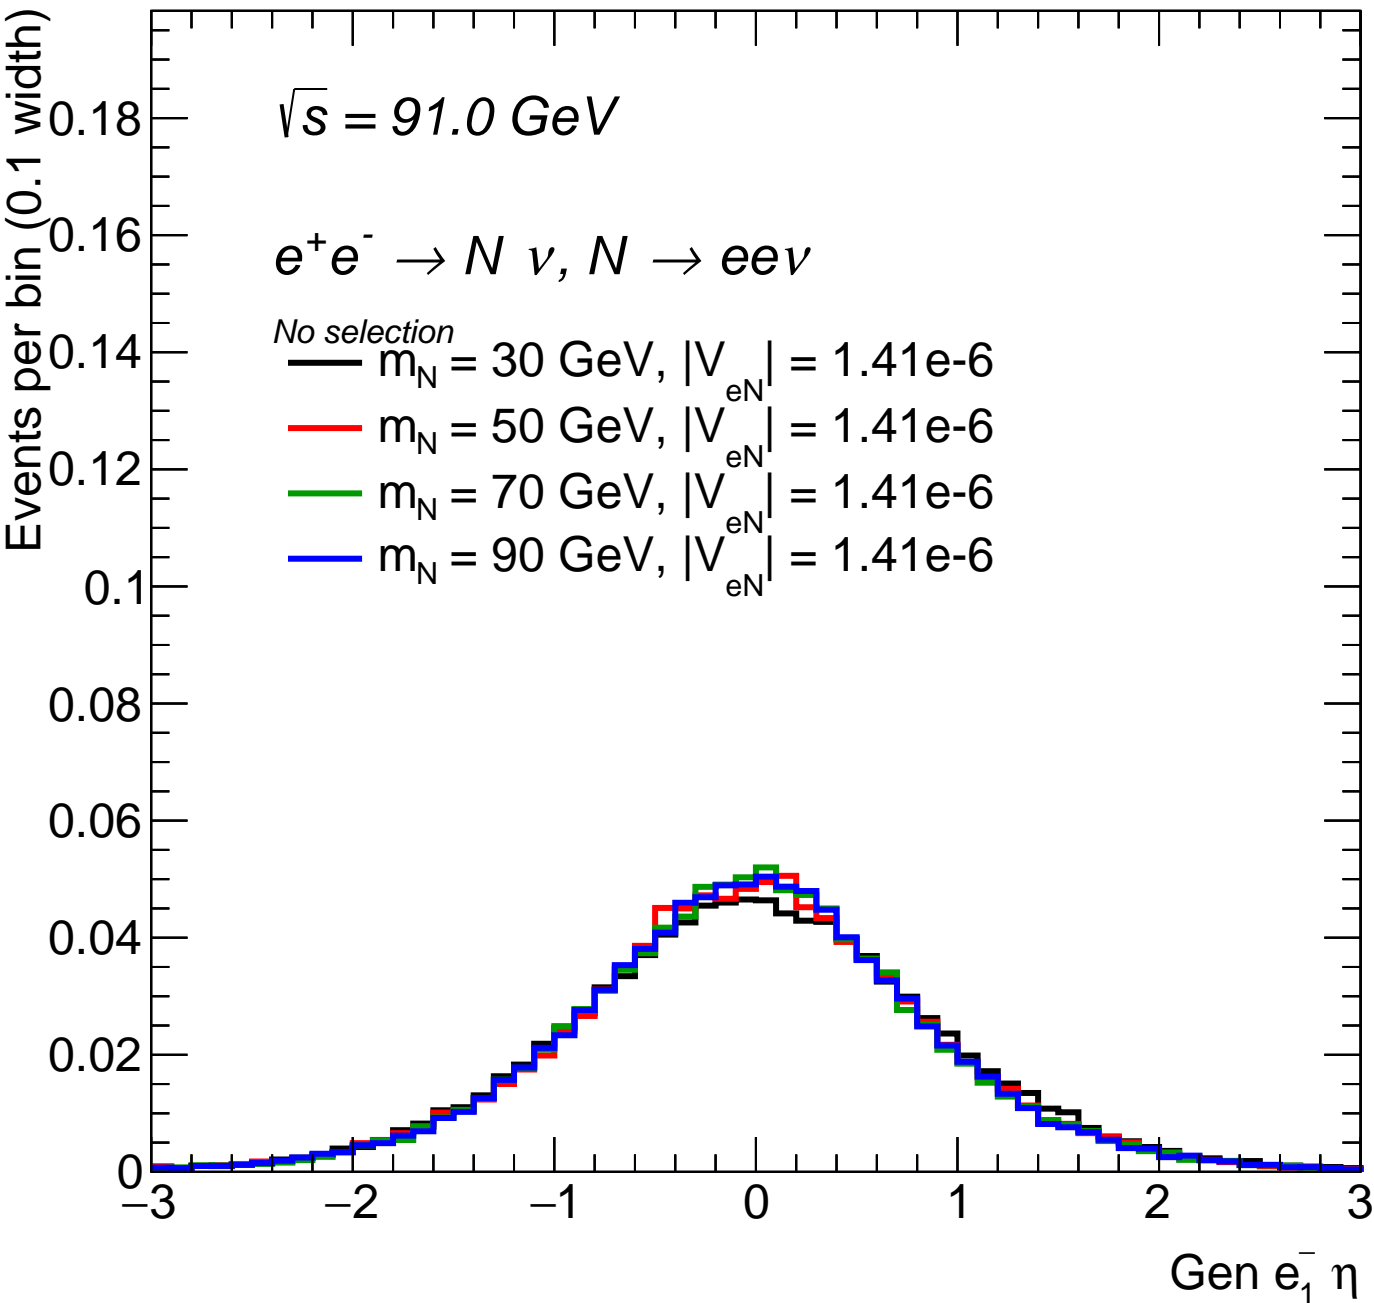 Events per bin (0.1 width)
√s = 91.0 GeV
e⁺e⁻ → N ν, N → eeν
No selection
m_N = 30 GeV, |V_eN| = 1.41e-6
m_N = 50 GeV, |V_eN| = 1.41e-6
m_N = 70 GeV, |V_eN| = 1.41e-6
m_N = 90 GeV, |V_eN| = 1.41e-6
0.18
0.16
0.14
0.12
0.1
0.08
0.06
0.04
0.02
0
−3 −2 −1 0 1 2 3
Gen e₁⁻ η